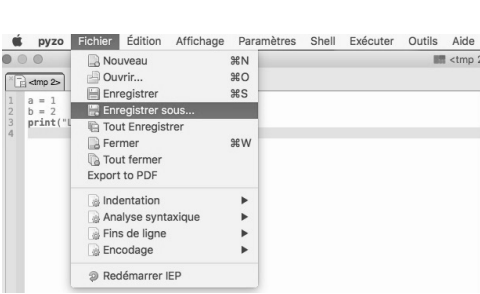 pyzo Fichier Édition Affichage Paramètres Shell Exécuter Outils Aide
<tmp 2>
Nouveau ⌘N
Ouvrir... ⌘O
Enregistrer ⌘S
Enregistrer sous...
Tout Enregistrer
Fermer ⌘W
Tout fermer
Export to PDF
Indentation
Analyse syntaxique
Fins de ligne
Encodage
Redémarrer IEP
1 a = 1
2 b = 2
3 print("
4